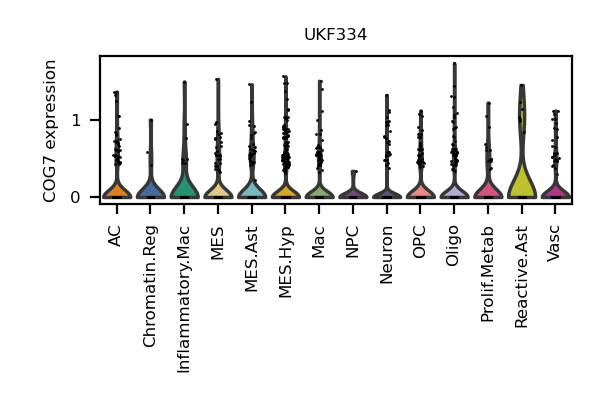 UKF334
COG7 expression
1
0
AC
Chromatin.Reg
Inflammatory.Mac
MES
MES.Ast
MES.Hyp
Mac
NPC
Neuron
OPC
Oligo
Prolif.Metab
Reactive.Ast
Vasc